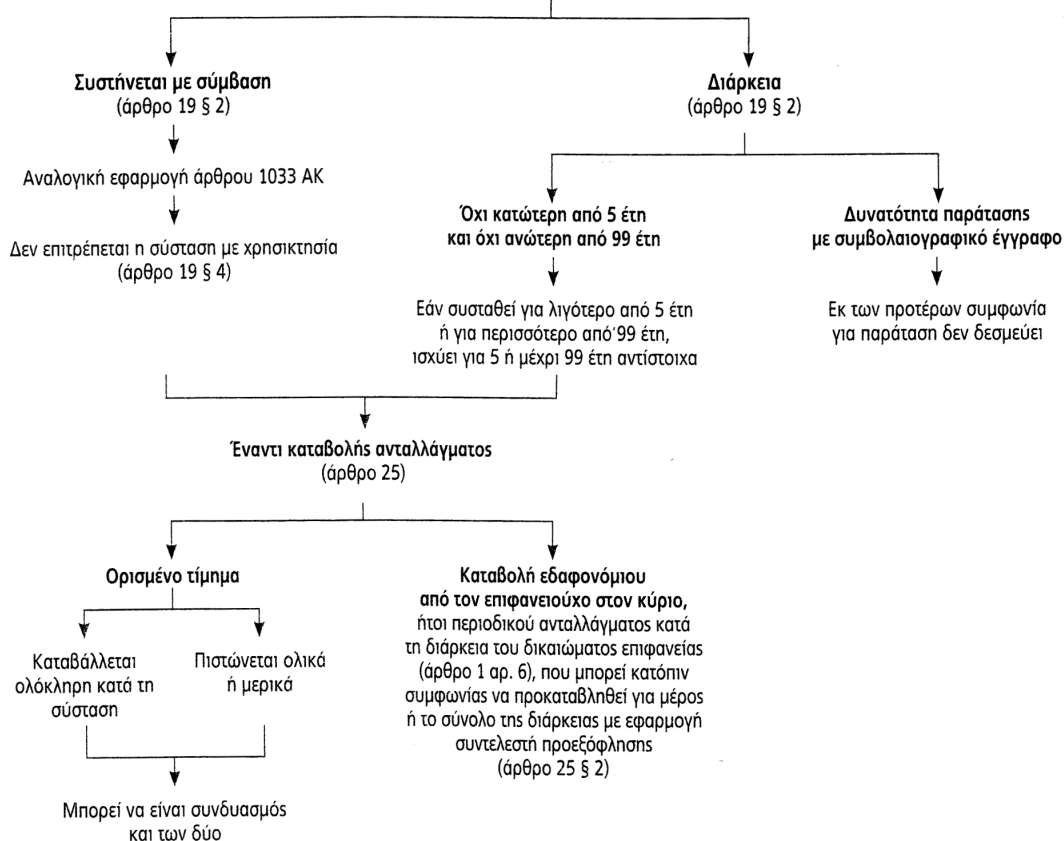 Συστήνεται με σύμβαση
(άρθρο 19 § 2)
Αναλογική εφαρμογή άρθρου 1033 ΑΚ
Δεν επιτρέπεται η σύσταση με χρησικτησία
(άρθρο 19 § 4)
Διάρκεια
(άρθρο 19 § 2)
Όχι κατώτερη από 5 έτη
και όχι ανώτερη από 99 έτη
Εάν συσταθεί για λιγότερο από 5 έτη
ή για περισσότερο από 99 έτη,
ισχύει για 5 ή μέχρι 99 έτη αντίστοιχα
Δυνατότητα παράτασης
με συμβολαιογραφικό έγγραφο
Εκ των προτέρων συμφωνία
για παράταση δεν δεσμεύει
Έναντι καταβολής ανταλλάγματος
(άρθρο 25)
Ορισμένο τίμημα
Καταβάλλεται
ολόκληρη κατά τη
σύσταση
Πιστώνεται ολικά
ή μερικά
Μπορεί να είναι συνδυασμός
και των δύο
Καταβολή εδαφονόμιου
από τον επιφανειούχο στον κύριο,
ήτοι περιοδικού ανταλλάγματος κατά
τη διάρκεια του δικαιώματος επιφανείας
(άρθρο 1 αρ. 6), που μπορεί κατόπιν
συμφωνίας να προκαταβληθεί για μέρος
ή το σύνολο της διάρκειας με εφαρμογή
συντελεστή προεξόφλησης
(άρθρο 25 § 2)